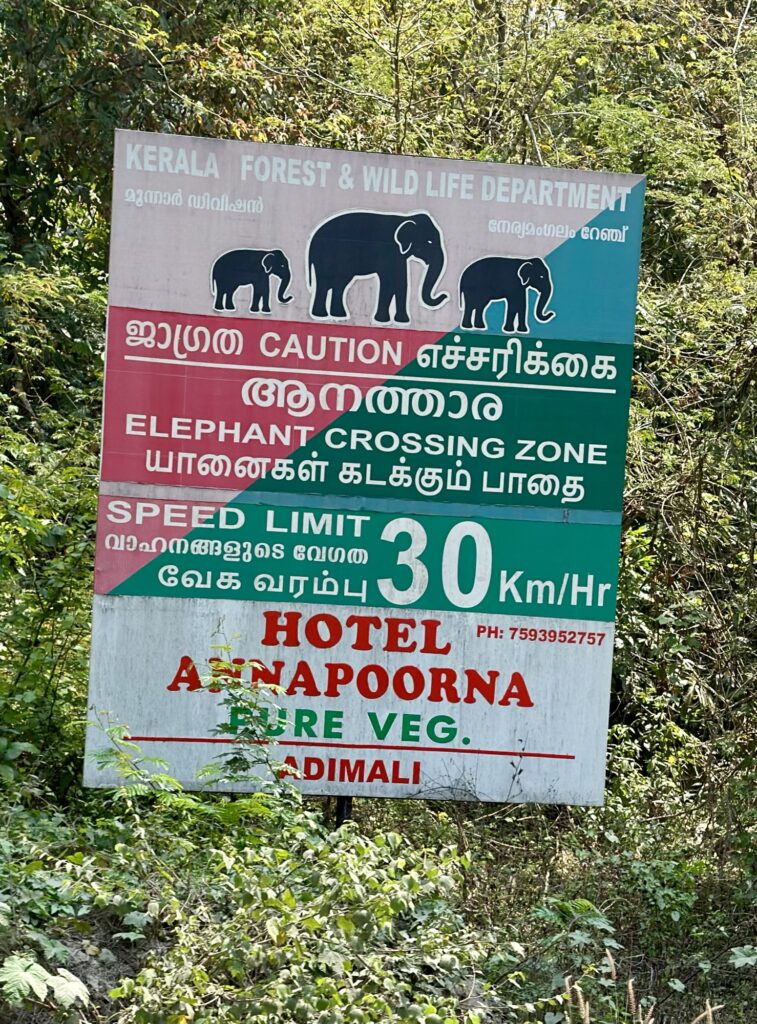 KERALA FOREST & WILD LIFE DEPARTMENT
മൂന്നാർ ഡിവിഷൻ
നേര്യമംഗലം റേഞ്ച്
ജാഗ്രത CAUTION எச்சரிக்கை
ആനത്താര
ELEPHANT CROSSING ZONE
யானைகள் கடக்கும் பாதை
SPEED LIMIT
വാഹനങ്ങളുടെ വേഗത
வேக வரம்பு
30 Km/Hr
HOTEL
PH: 7593952757
ANNAPOORNA
PURE VEG.
ADIMALI